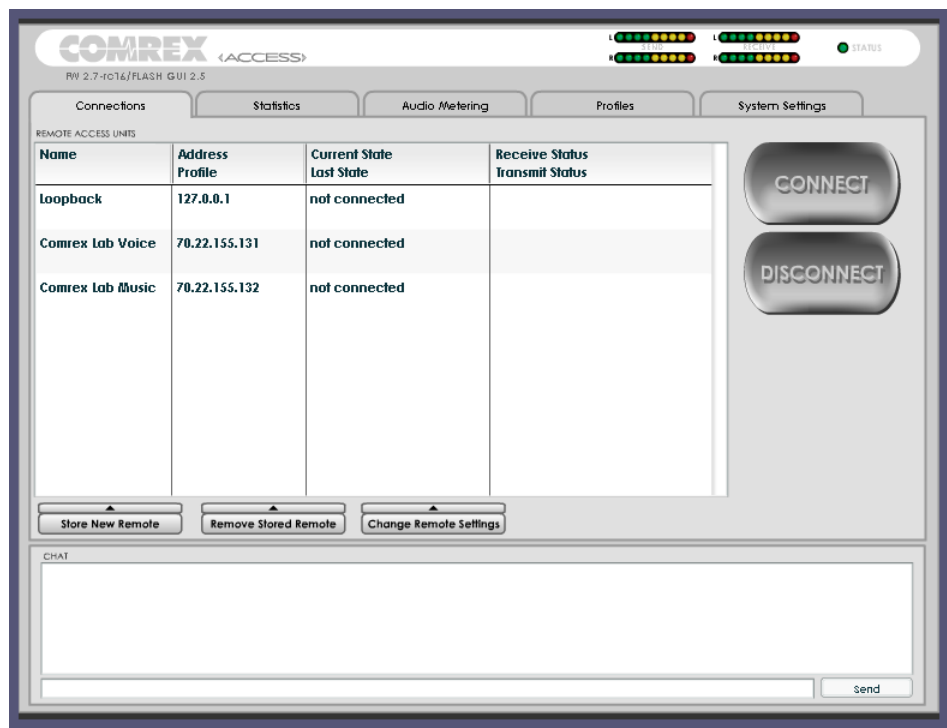 COMREX (ACCESS)
L SEND R
L RECEIVE R
STATUS
FW 2.7-rc16/FLASH GUI 2.5
Connections Statistics Audio Metering Profiles System Settings
REMOTE ACCESS UNITS
Name Address Current State Receive Status
Profile Last State Transmit Status
Loopback 127.0.0.1 not connected
Comrex Lab Voice 70.22.155.131 not connected
Comrex Lab Music 70.22.155.132 not connected
CONNECT
DISCONNECT
Store New Remote Remove Stored Remote Change Remote Settings
CHAT
Send